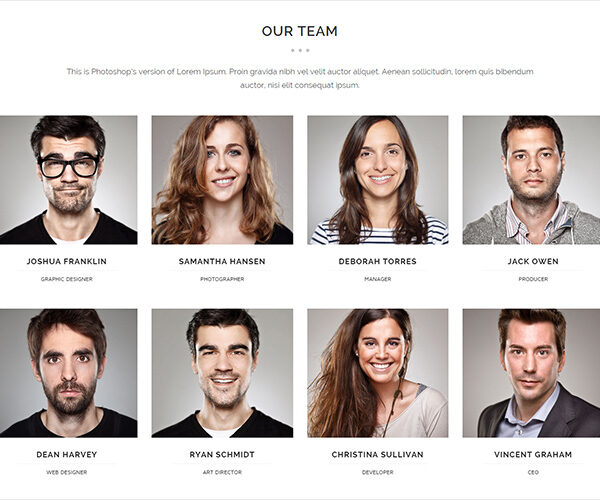 OUR TEAM
This is Photoshop's version of Lorem Ipsum. Proin gravida nibh vel velit auctor aliquet. Aenean sollicitudin, lorem quis bibendum
auctor, nisi elit consequat ipsum.
JOSHUA FRANKLIN SAMANTHA HANSEN DEBORAH TORRES JACK OWEN
GRAPHIC DESIGNER PHOTOGRAPHER MANAGER PRODUCER
DEAN HARVEY RYAN SCHMIDT CHRISTINA SULLIVAN VINCENT GRAHAM
WEB DESIGNER ART DIRECTOR DEVELOPER CEO